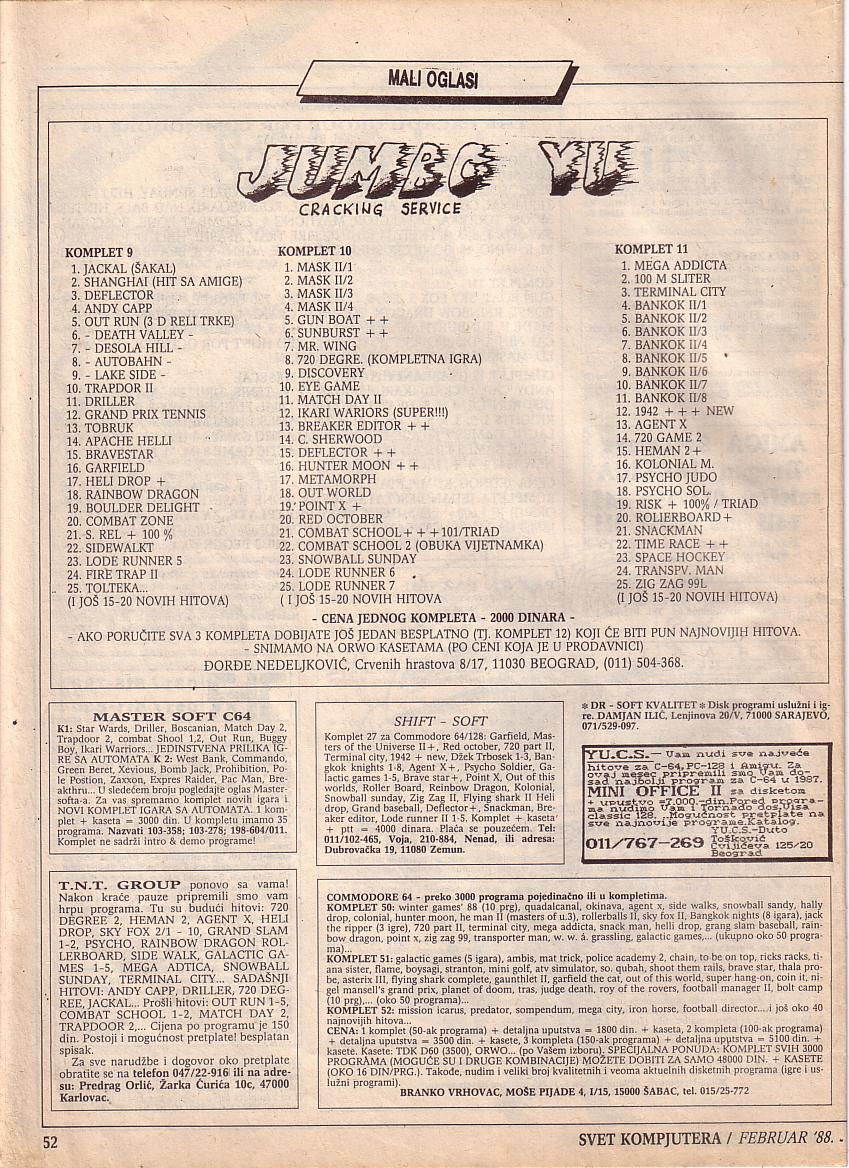 MALI OGLASI
JUMBO YU
CRACKING SERVICE
KOMPLET 9
1. JACKAL (ŠAKAL)
2. SHANGHAI (HIT SA AMIGE)
3. DEFLECTOR
4. ANDY CAPP
5. OUT RUN (3 D RELI TRKE)
6. - DEATH VALLEY -
7. - DESOLA HILL -
8. - AUTOBAHN -
9. - LAKE SIDE -
10. TRAPDOR II
11. DRILLER
12. GRAND PRIX TENNIS
13. TOBRUK
14. APACHE HELLI
15. BRAVESTAR
16. GARFIELD
17. HELI DROP +
18. RAINBOW DRAGON
19. BOULDER DELIGHT
20. COMBAT ZONE
21. S. REL + 100 %
22. SIDEWALKT
23. LODE RUNNER 5
24. FIRE TRAP II
25. TOLTEKA...
(I JOŠ 15-20 NOVIH HITOVA)
KOMPLET 10
1. MASK II/1
2. MASK II/2
3. MASK II/3
4. MASK II/4
5. GUN BOAT + +
6. SUNBURST + +
7. MR. WING
8. 720 DEGRE. (KOMPLETNA IGRA)
9. DISCOVERY
10. EYE GAME
11. MATCH DAY II
12. IKARI WARIORS (SUPER!!!)
13. BREAKER EDITOR + +
14. C. SHERWOOD
15. DEFLECTOR + +
16. HUNTER MOON + +
17. METAMORPH
18. OUT WORLD
19. POINT X +
20. RED OCTOBER
21. COMBAT SCHOOL + + + 101/TRIAD
22. COMBAT SCHOOL 2 (OBUKA VIJETNAMKA)
23. SNOWBALL SUNDAY
24. LODE RUNNER 6
25. LODE RUNNER 7
( I JOŠ 15-20 NOVIH HITOVA
KOMPLET 11
1. MEGA ADDICTA
2. 100 M SLITER
3. TERMINAL CITY
4. BANKOK II/1
5. BANKOK II/2
6. BANKOK II/3
7. BANKOK II/4
8. BANKOK II/5
9. BANKOK II/6
10. BANKOK II/7
11. BANKOK II/8
12. 1942 + + + NEW
13. AGENT X
14. 720 GAME 2
15. HEMAN 2 +
16. KOLONIAL M.
17. PSYCHO JUDO
18. PSYCHO SOL.
19. RISK + 100% / TRIAD
20. ROLIERBOARD +
21. SNACKMAN
22. TIME RACE + +
23. SPACE HOCKEY
24. TRANSPV. MAN
25. ZIG ZAG 99L
(I JOŠ 15-20 NOVIH HITOVA)
- CENA JEDNOG KOMPLETA - 2000 DINARA -
- AKO PORUČITE SVA 3 KOMPLETA DOBIJATE JOŠ JEDAN BESPLATNO (TJ. KOMPLET 12) KOJI ĆE BITI PUN NAJNOVIJIH HITOVA.
- SNIMAMO NA ORWO KASETAMA (PO CENI KOJA JE U PRODAVNICI)
ĐORĐE NEDELJKOVIĆ, Crvenih hrastova 8/17, 11030 BEOGRAD, (011) 504-368.
MASTER SOFT C64
K1: Star Wards, Driller, Boscanian, Match Day 2,
Trapdoor 2, combat Shool 1,2, Out Run, Buggy
Boy, Ikari Warriors... JEDINSTVENA PRILIKA IG-
RE SA AUTOMATA K 2: West Bank, Commando,
Green Beret, Xevious, Bomb Jack, Prohibition, Po-
le Postion, Zaxxon, Expres Raider, Pac Man, Bre-
akthru... U sledećem broju pogledajte oglas Master-
softa-a. Za vas spremamo komplet novih igara i
NOVI KOMPLET IGARA SA AUTOMATA. 1 kom-
plet + kaseta = 3000 din. U kompletu imamo 35
programa. Nazvati 103-358; 103-278; 198-604/011.
Komplet ne sadrži intro & demo programe!
T.N.T. GROUP ponovo sa vama!
Nakon kraće pauze pripremili smo vam
hrpu programa. Tu su budući hitovi: 720
DEGREE 2, HEMAN 2, AGENT X, HELI
DROP, SKY FOX 2/1 - 10, GRAND SLAM
1-2, PSYCHO, RAINBOW DRAGON ROL-
LERBOARD, SIDE WALK, GALACTIC GA-
MES 1-5, MEGA ADTICA, SNOWBALL
SUNDAY, TERMINAL CITY... SADAŠNJI
HITOVI: ANDY CAPP, DRILLER, 720 DEG-
REE, JACKAL... Prošli hitovi: OUT RUN 1-5,
COMBAT SCHOOL 1-2, MATCH DAY 2,
TRAPDOOR 2,... Cijena po programu je 150
din. Postoji i mogućnost pretplate! besplatan
spisak.
Za sve narudžbe i dogovor oko pretplate
obratite se na telefon 047/22-916 ili na adre-
su: Predrag Orlić, Žarka Ćurića 10c, 47000
Karlovac.
SHIFT - SOFT
Komplet 27 za Commodore 64/128: Garfield, Mas-
ters of the Universe II +, Red october, 720 part II,
Terminal city, 1942 + new, Džek Trbosek 1-3, Ban-
gkok knights 1-8, Agent X +, Psycho Soldier, Ga-
lactic games 1-5, Brave star +, Point X, Out of this
worlds, Roller Board, Reinbow Dragon, Kolonial,
Snowball sunday, Zig Zag II, Flying shark II Heli
drop, Grand baseball, Deflector +, Snackman, Bre-
aker editor, Lode runner II 1-5. Komplet + kaseta
+ ptt = 4000 dinara. Plaća se pouzećem. Tel:
011/102-465, Voja, 210-884, Nenad, ili adresa:
Dubrovačka 19, 11080 Zemun.
* DR - SOFT KVALITET * Disk programi uslužni i ig-
re. DAMJAN ILIĆ, Lenjinova 20/V, 71000 SARAJEVO,
071/529-097.
YU.C.S.- Vam nudi sve najveće
hitove za C-64, PC-128 i Amigu. Za
ovaj mesec pripremili smo Vam do-
sad najbolji program za C-64 u 1987.
MINI OFFICE II sa disketom
+ uputstvo =7.000.-din. Pored progra-
ma nudimo Vam i Tornado dos, Visa
classic 128. ..Mogućnost pretplate na
sve najnovije programe. Katalog.
YU.C.S.-Duto
011/767-269 Tošković
Cvijićeva 125/20
Beograd
COMMODORE 64 - preko 3000 programa pojedinačno ili u kompletima.
KOMPLET 50: winter games' 88 (10 prg), quadalcanal, okinava, agent x, side walks, snowball sandy, hally
drop, colonial, hunter moon, he man II (masters of u.3), rollerballs II, sky fox II, Bangkok nights (8 igara), jack
the ripper (3 igre), 720 part II, terminal city, mega addicta, snack man, helli drop, grang slam baseball, rain-
bow dragon, point x, zig zag 99, transporter man, w. w. á. grassling, galactic games,... (ukupno oko 50 progra-
ma)...
KOMPLET 51: galactic games (5 igara), ambis, mat trick, police academy 2, chain, to be on top, ricks racks, ti-
ana sister, flame, boysagi, stranton, mini golf, atv simulator, so. qubah, shoot them rails, brave star, thala pro-
be, asterix III, flying shark complete, gaunthlet II, garfield the cat, out of this world, super hang-on, coin it, ni-
gel mansell's grand prix, planet of doom, tras, judge death, roy of the rovers, football manager II, bolt camp
(10 prg),... (oko 50 programa)...
KOMPLET 52: mission icarus, predator, sompendum, mega city, iron horse, football director....i još oko 40
najnovijih hitova...
CENA: 1 komplet (50-ak programa) + detaljna uputstva = 1800 din. + kaseta, 2 kompleta (100-ak programa)
+ detaljna uputstva = 3500 din. + kasete, 3 kompleta (150-ak programa) + detaljna uputstva = 5100 din. +
kasete. Kasete: TDK D60 (3500), ORWO... (po Vašem izboru), SPECIJALNA PONUDA: KOMPLET SVIH 3000
PROGRAMA (MOGUĆE SU I DRUGE KOMBINACIJE) MOŽETE DOBITI ZA SAMO 48000 DIN. + KASETE
(OKO 16 DIN/PRG.). Takođe, nudim i veliki broj kvalitetnih i veoma aktuelnih disketnih programa (igre i us-
lužni programi).
BRANKO VRHOVAC, MOŠE PIJADE 4, I/15, 15000 ŠABAC, tel. 015/25-772
52
SVET KOMPJUTERA / FEBRUAR '88.